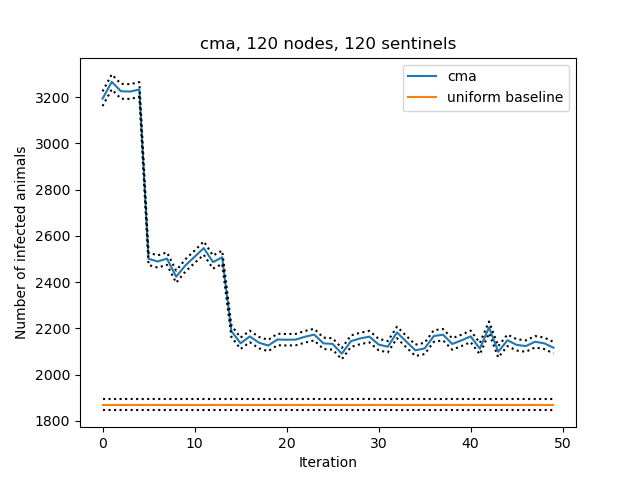 cma, 120 nodes, 120 sentinels
cma
uniform baseline
Number of infected animals
3200
3000
2800
2600
2400
2200
2000
1800
0 10 20 30 40 50
Iteration